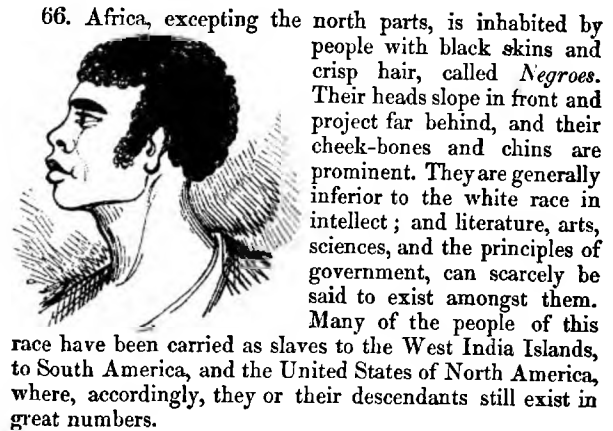 66. Africa, excepting the north parts, is inhabited by
people with black skins and
crisp hair, called Negroes.
Their heads slope in front and
project far behind, and their
cheek-bones and chins are
prominent. They are generally
inferior to the white race in
intellect; and literature, arts,
sciences, and the principles of
government, can scarcely be
said to exist amongst them.
Many of the people of this
race have been carried as slaves to the West India Islands,
to South America, and the United States of North America,
where, accordingly, they or their descendants still exist in
great numbers.